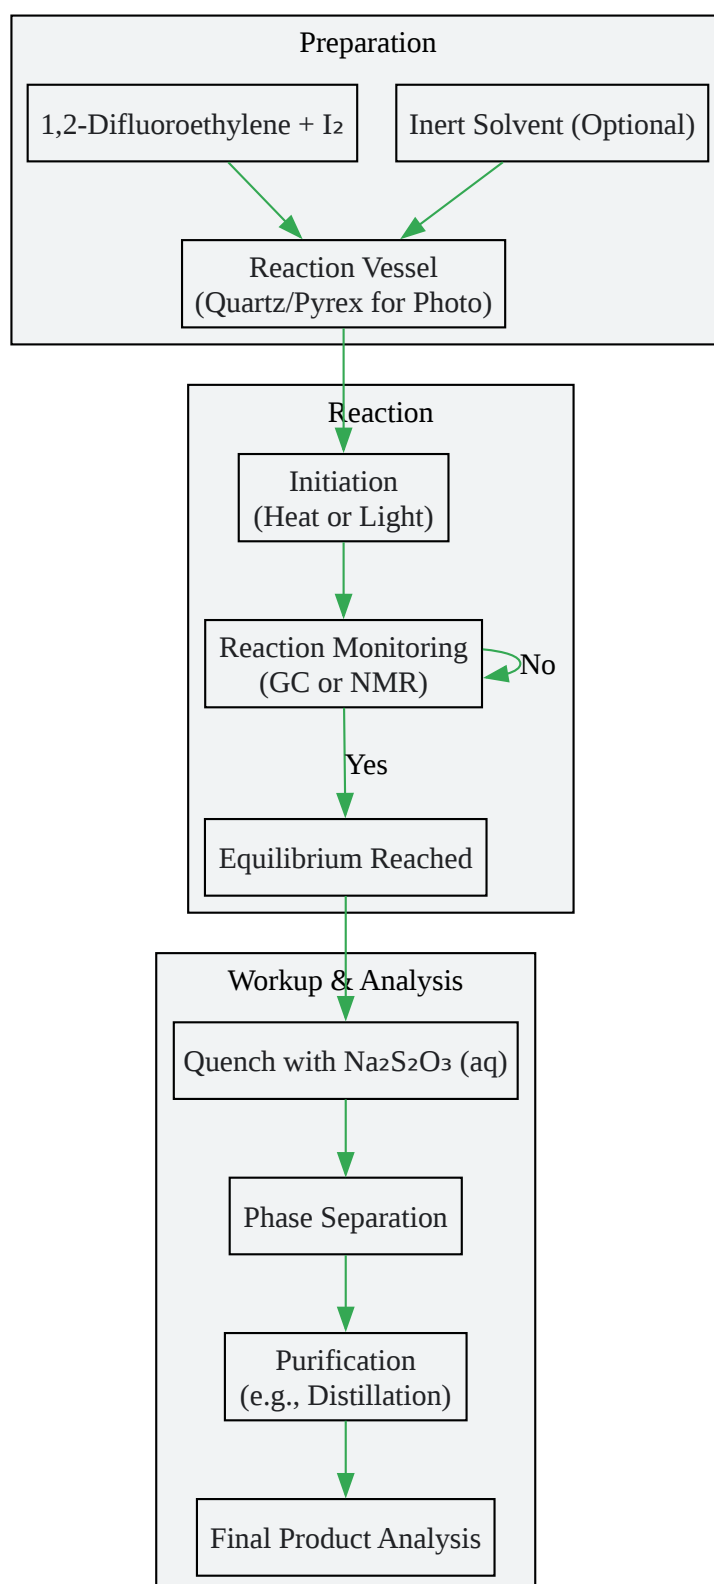 Preparation
1,2-Difluoroethylene + I₂
Inert Solvent (Optional)
Reaction Vessel
(Quartz/Pyrex for Photo)
Reaction
Initiation
(Heat or Light)
Reaction Monitoring
(GC or NMR)
No
Yes
Equilibrium Reached
Workup & Analysis
Quench with Na₂S₂O₃ (aq)
Phase Separation
Purification
(e.g., Distillation)
Final Product Analysis